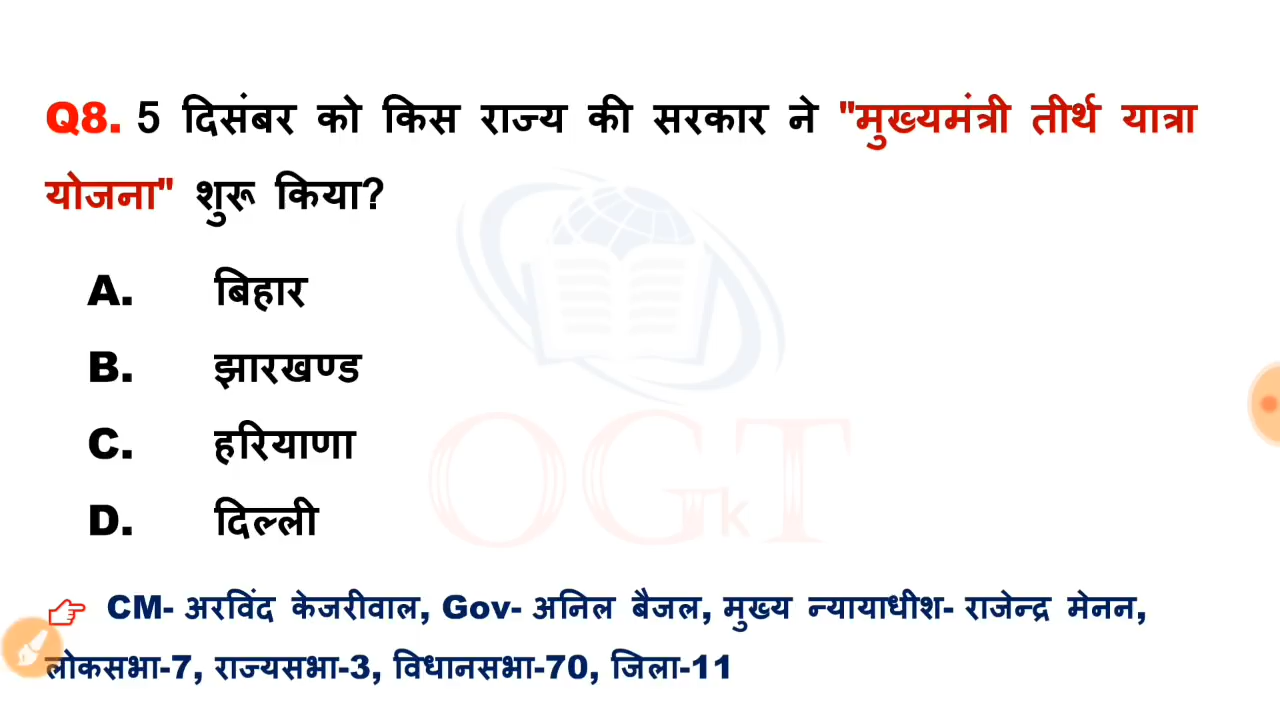 Q8. 5 दिसंबर को किस राज्य की सरकार ने "मुख्यमंत्री तीर्थ यात्रा
योजना" शुरू किया?
A. बिहार
B. झारखण्ड
C. हरियाणा
D. दिल्ली
OGkT
CM- अरविंद केजरीवाल, Gov- अनिल बैजल, मुख्य न्यायाधीश- राजेन्द्र मेनन,
लोकसभा-7, राज्यसभा-3, विधानसभा-70, जिला-11